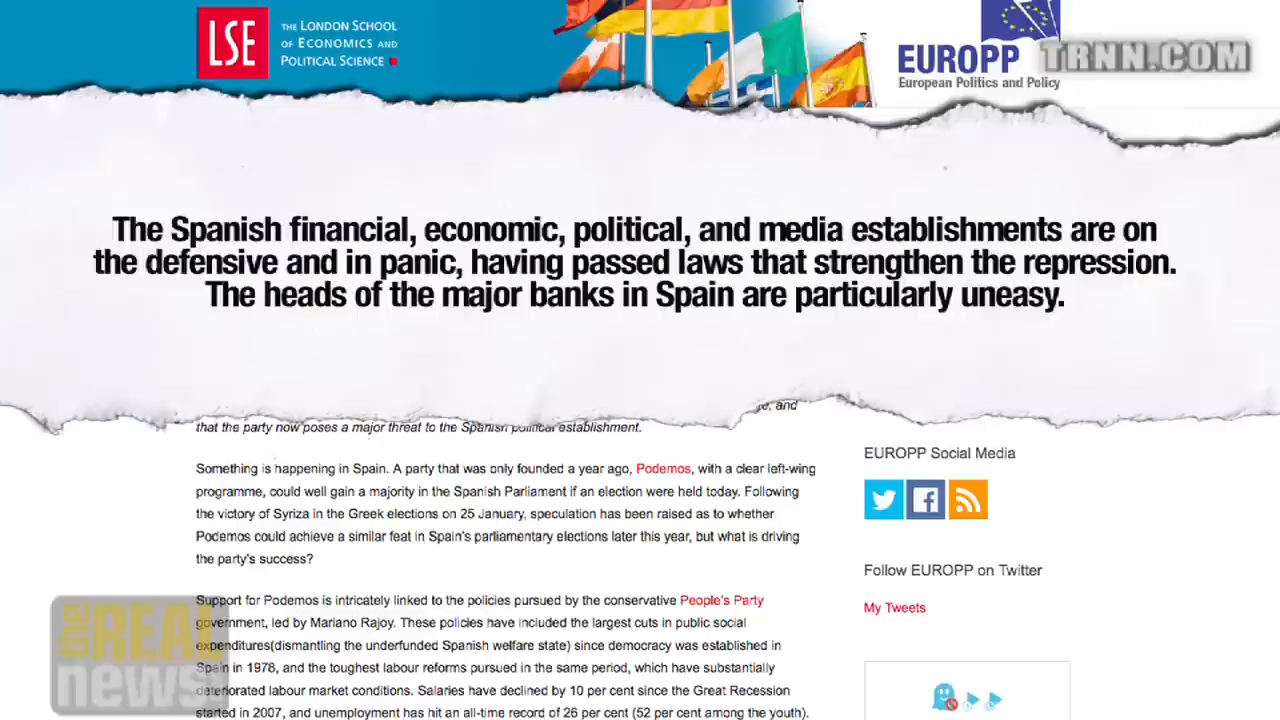 LSE
THE LONDON SCHOOL
OF ECONOMICS AND
POLITICAL SCIENCE
EUROPP
European Politics and Policy
TRNN.COM
The Spanish financial, economic, political, and media establishments are on
the defensive and in panic, having passed laws that strengthen the repression.
The heads of the major banks in Spain are particularly uneasy.
and
that the party now poses a major threat to the Spanish political establishment.
Something is happening in Spain. A party that was only founded a year ago, Podemos, with a clear left-wing
programme, could well gain a majority in the Spanish Parliament if an election were held today. Following
the victory of Syriza in the Greek elections on 25 January, speculation has been raised as to whether
Podemos could achieve a similar feat in Spain's parliamentary elections later this year, but what is driving
the party's success?
Support for Podemos is intricately linked to the policies pursued by the conservative People's Party
government, led by Mariano Rajoy. These policies have included the largest cuts in public social
expenditures(dismantling the underfunded Spanish welfare state) since democracy was established in
Spain in 1978, and the toughest labour reforms pursued in the same period, which have substantially
deteriorated labour market conditions. Salaries have declined by 10 per cent since the Great Recession
started in 2007, and unemployment has hit an all-time record of 26 per cent (52 per cent among the youth).
EUROPP Social Media
Follow EUROPP on Twitter
My Tweets
the REAL
news